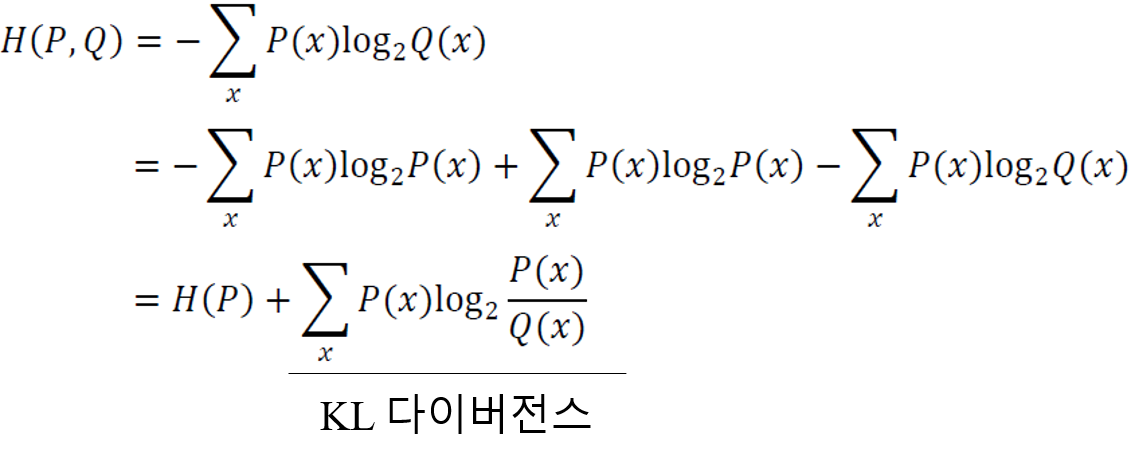 H(P, Q) = − ∑ₓ P(x)log₂Q(x)
= − ∑ₓ P(x)log₂P(x) + ∑ₓ P(x)log₂P(x) − ∑ₓ P(x)log₂Q(x)
= H(P) + ∑ₓ P(x)log₂ P(x)/Q(x)
KL 다이버전스